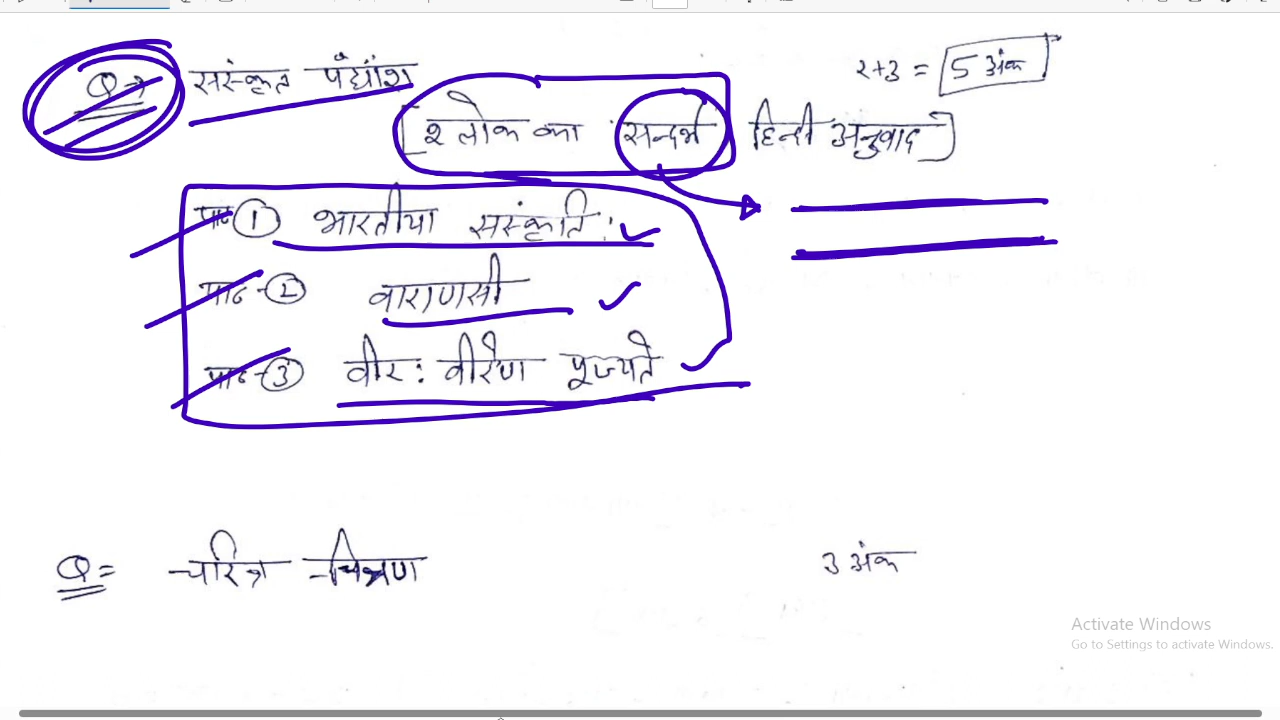 Q→ संस्कृत पद्यांश
२+3 = 5 अंक
[श्लोक का सन्दर्भ हिन्दी अनुवाद]
पाठ ① भारतीया संस्कृति:
पाठ-② वाराणसी
पाठ-③ वीर: वीरेण पूज्यते
Q= चरित्र-चित्रण 3 अंक
Activate Windows
Go to Settings to activate Windows.